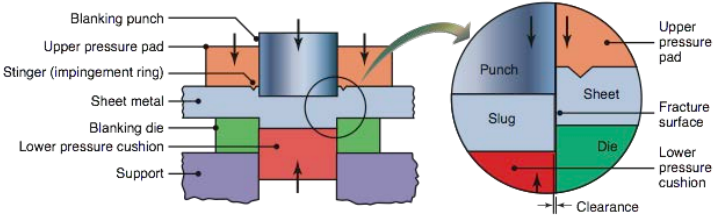 Blanking punch
Upper pressure pad
Stinger (impingement ring)
Sheet metal
Blanking die
Lower pressure cushion
Support
Punch
Slug
Sheet
Die
Upper
pressure
pad
Fracture
surface
Lower
pressure
cushion
Clearance